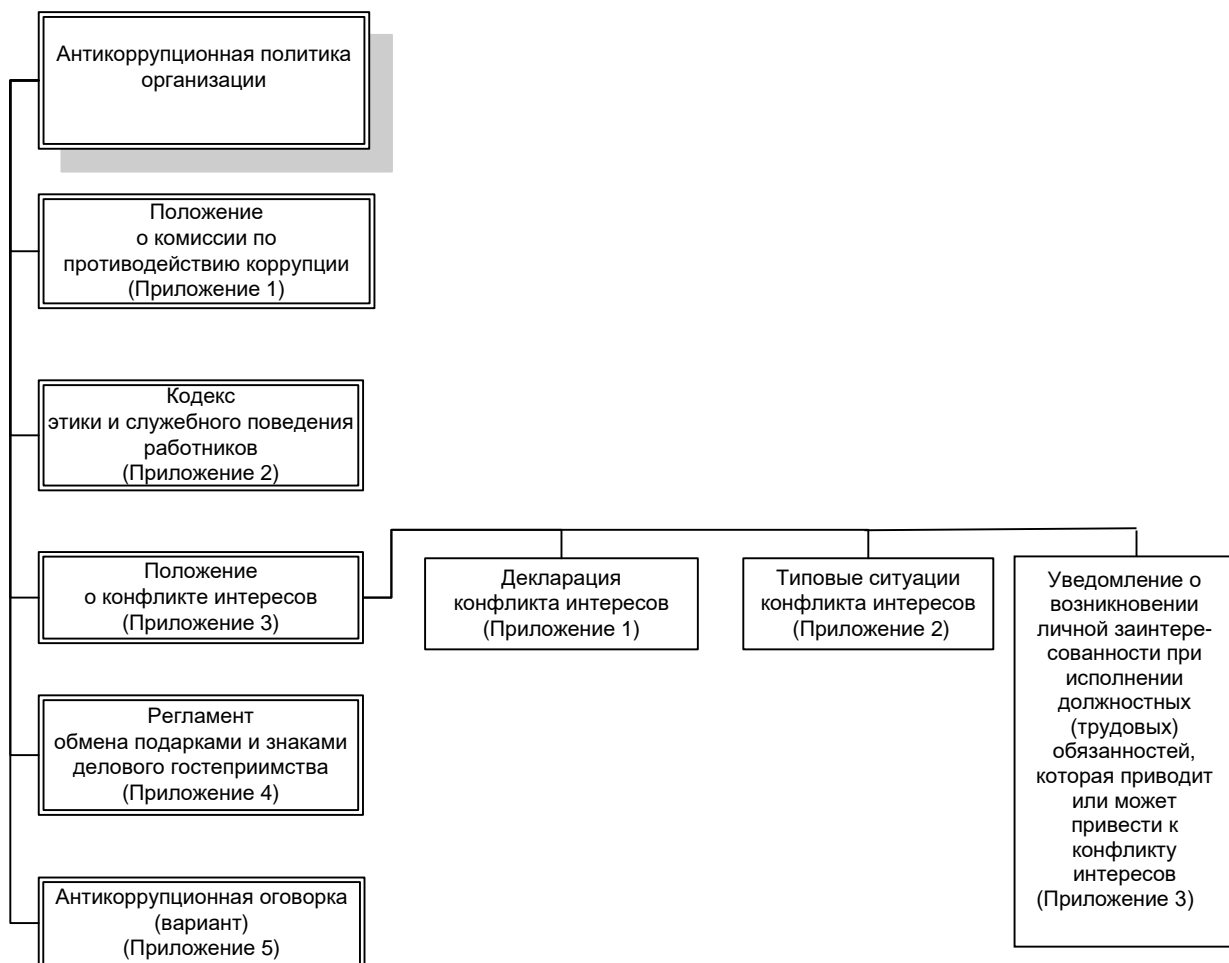 Антикоррупционная политика
организации
Положение
о комиссии по
противодействию коррупции
(Приложение 1)
Кодекс
этики и служебного поведения
работников
(Приложение 2)
Положение
о конфликте интересов
(Приложение 3)
Декларация
конфликта интересов
(Приложение 1)
Типовые ситуации
конфликта интересов
(Приложение 2)
Уведомление о
возникновении
личной заинтере-
сованности при
исполнении
должностных
(трудовых)
обязанностей,
которая приводит
или может
привести к
конфликту
интересов
(Приложение 3)
Регламент
обмена подарками и знаками
делового гостеприимства
(Приложение 4)
Антикоррупционная оговорка
(вариант)
(Приложение 5)